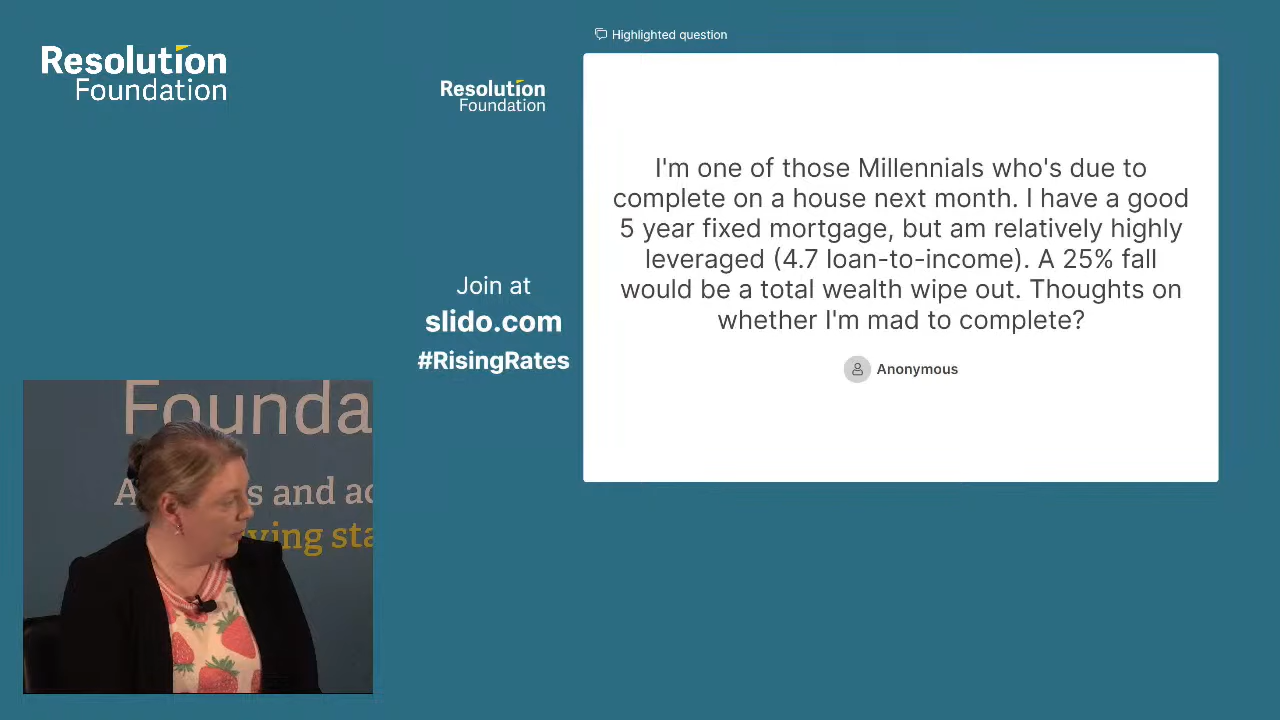 Resolution
Foundation
Highlighted question
Resolution
Foundation
I'm one of those Millennials who's due to
complete on a house next month. I have a good
5 year fixed mortgage, but am relatively highly
leveraged (4.7 loan-to-income). A 25% fall
would be a total wealth wipe out. Thoughts on
whether I'm mad to complete?
Anonymous
Join at
slido.com
#RisingRates
Founda
and